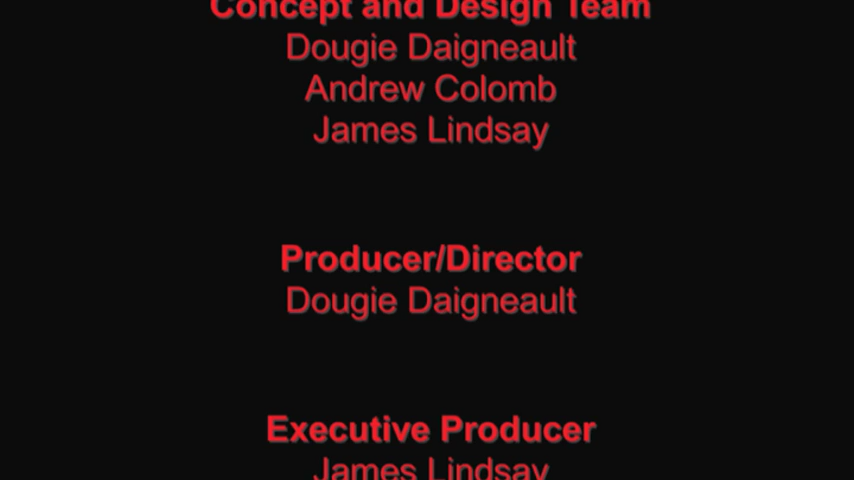 Concept and Design Team
Dougie Daigneault
Andrew Colomb
James Lindsay
Producer/Director
Dougie Daigneault
Executive Producer
James Lindsay